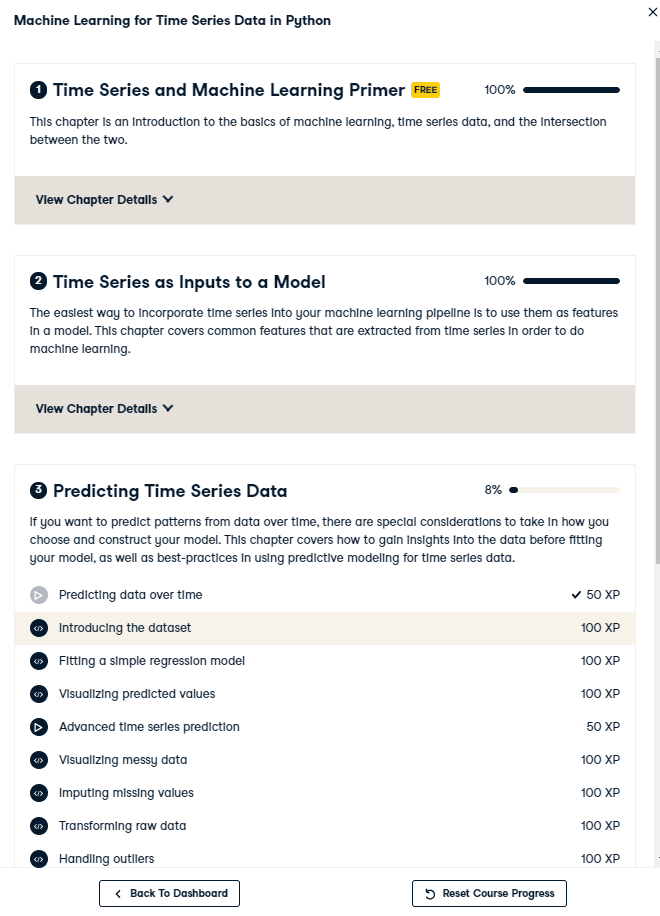 Machine Learning for Time Series Data in Python
1 Time Series and Machine Learning Primer FREE 100%
This chapter is an introduction to the basics of machine learning, time series data, and the intersection
between the two.
View Chapter Details
2 Time Series as Inputs to a Model 100%
The easiest way to incorporate time series into your machine learning pipeline is to use them as features
in a model. This chapter covers common features that are extracted from time series in order to do
machine learning.
View Chapter Details
3 Predicting Time Series Data 8%
If you want to predict patterns from data over time, there are special considerations to take in how you
choose and construct your model. This chapter covers how to gain insights into the data before fitting
your model, as well as best-practices in using predictive modeling for time series data.
Predicting data over time 50 XP
Introducing the dataset 100 XP
Fitting a simple regression model 100 XP
Visualizing predicted values 100 XP
Advanced time series prediction 50 XP
Visualizing messy data 100 XP
Imputing missing values 100 XP
Transforming raw data 100 XP
Handling outliers 100 XP
Back To Dashboard Reset Course Progress